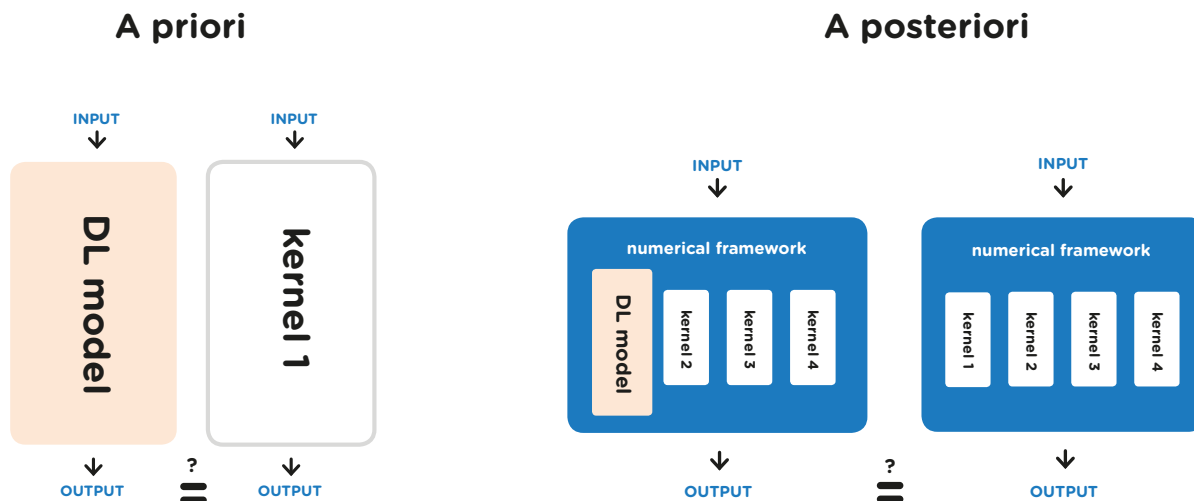 A priori
INPUT
INPUT
DL model
kernel 1
OUTPUT
?
=
OUTPUT
A posteriori
INPUT
INPUT
numerical framework
DL model
kernel 2
kernel 3
kernel 4
numerical framework
kernel 1
kernel 2
kernel 3
kernel 4
OUTPUT
?
=
OUTPUT